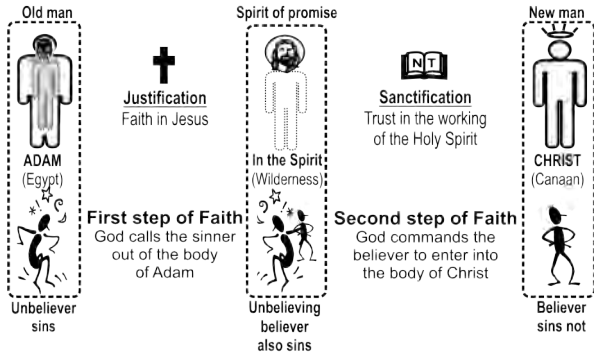 Old man
Spirit of promise
New man
N T
Justification
Faith in Jesus
Sanctification
Trust in the working
of the Holy Spirit
ADAM
(Egypt)
In the Spirit
(Wilderness)
CHRIST
(Canaan)
First step of Faith
God calls the sinner
out of the body
of Adam
Second step of Faith
God commands the
believer to enter into
the body of Christ
Unbeliever
sins
Unbelieving
believer
also sins
Believer
sins not